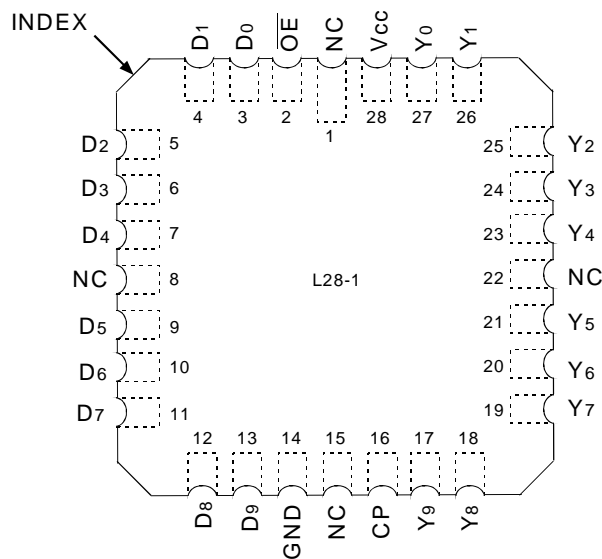 INDEX
D1 D0 OE NC Vcc Y0 Y1
4 3 2 1 28 27 26
D2 5 25 Y2
D3 6 24 Y3
D4 7 23 Y4
NC 8 L28-1 22 NC
D5 9 21 Y5
D6 10 20 Y6
D7 11 19 Y7
12 13 14 15 16 17 18
D8 D9 GND NC CP Y9 Y8